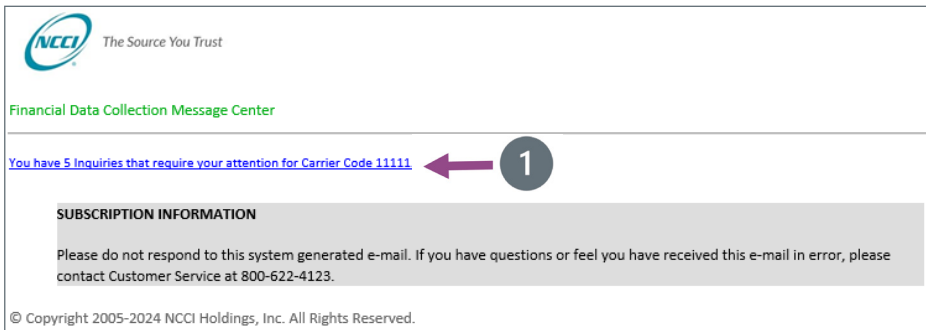 NCCI The Source You Trust
Financial Data Collection Message Center
You have 5 Inquiries that require your attention for Carrier Code 11111
1
SUBSCRIPTION INFORMATION
Please do not respond to this system generated e-mail. If you have questions or feel you have received this e-mail in error, please
contact Customer Service at 800-622-4123.
© Copyright 2005-2024 NCCI Holdings, Inc. All Rights Reserved.